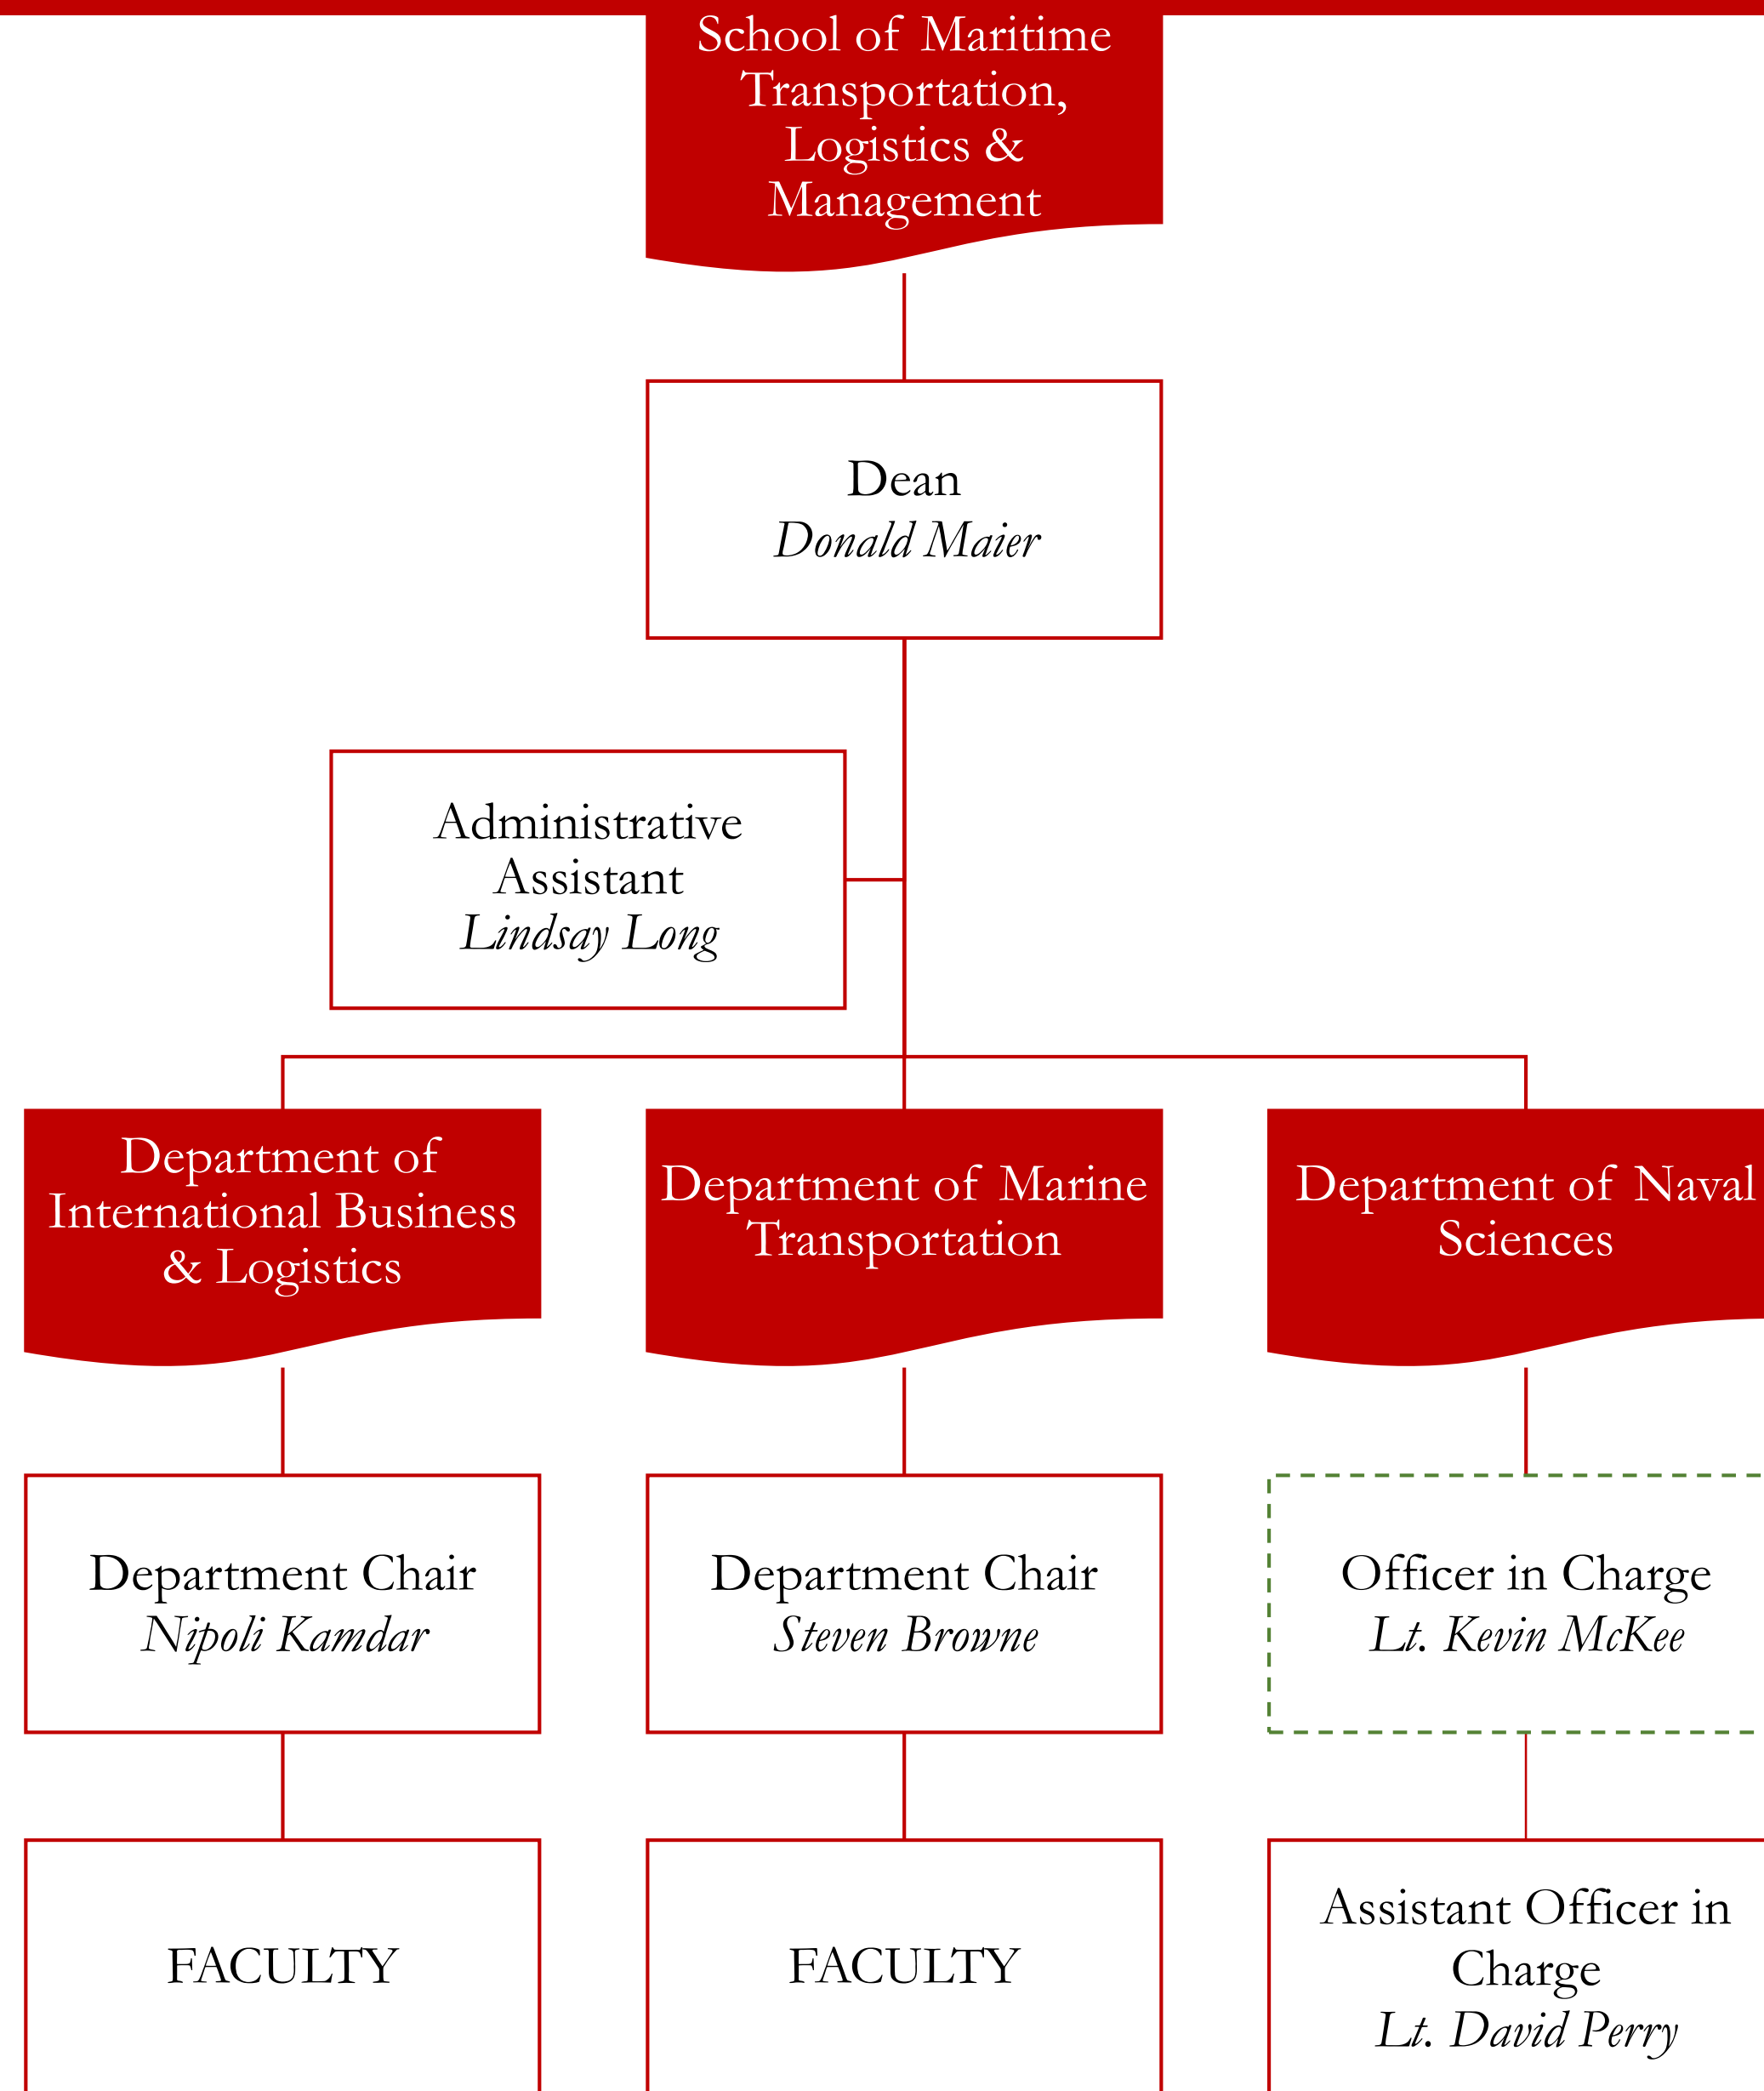 School of Maritime
Transportation,
Logistics &
Management
Dean
Donald Maier
Administrative
Assistant
Lindsay Long
Department of
International Business
& Logistics
Department of Marine
Transportation
Department of Naval
Sciences
Department Chair
Nipoli Kamdar
Department Chair
Steven Browne
Officer in Charge
Lt. Kevin McKee
FACULTY
FACULTY
Assistant Officer in
Charge
Lt. David Perry